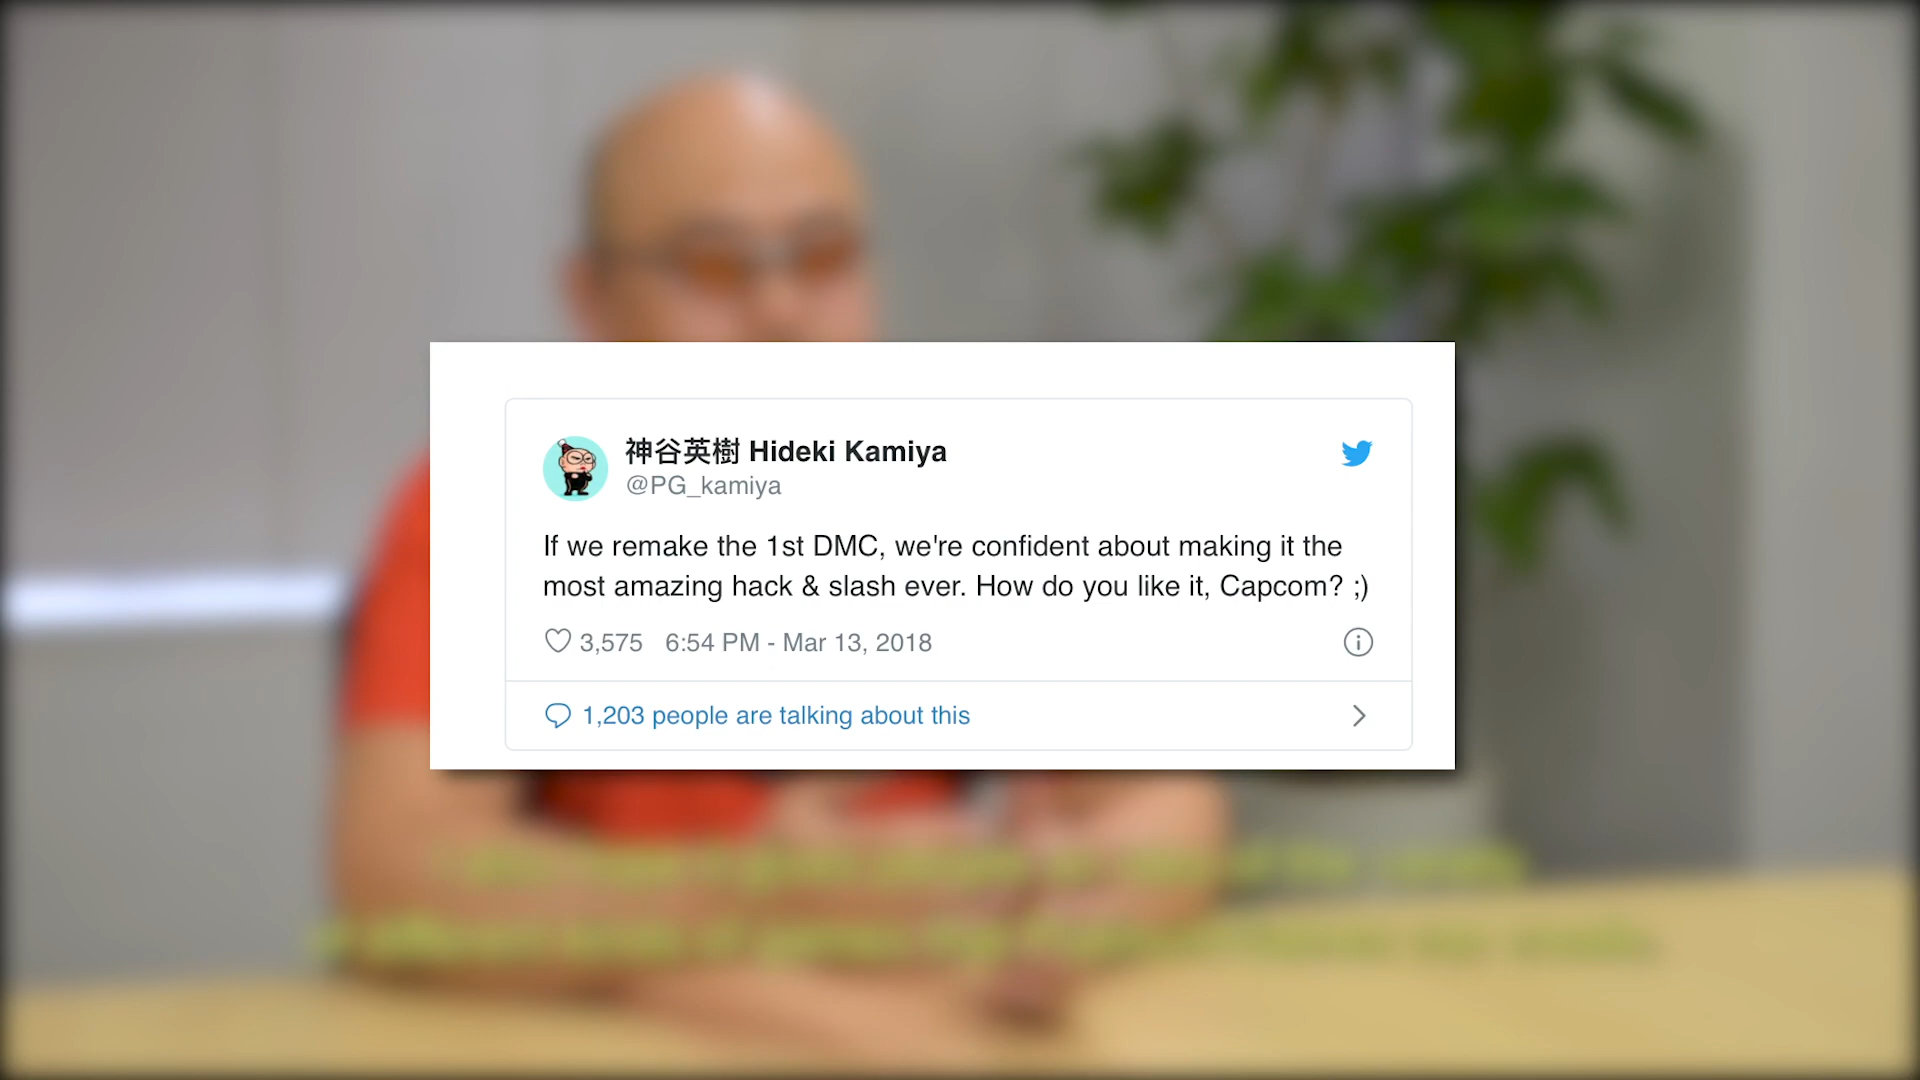 神谷英樹 Hideki Kamiya
@PG_kamiya
If we remake the 1st DMC, we're confident about making it the
most amazing hack & slash ever. How do you like it, Capcom? ;)
3,575 6:54 PM - Mar 13, 2018
1,203 people are talking about this